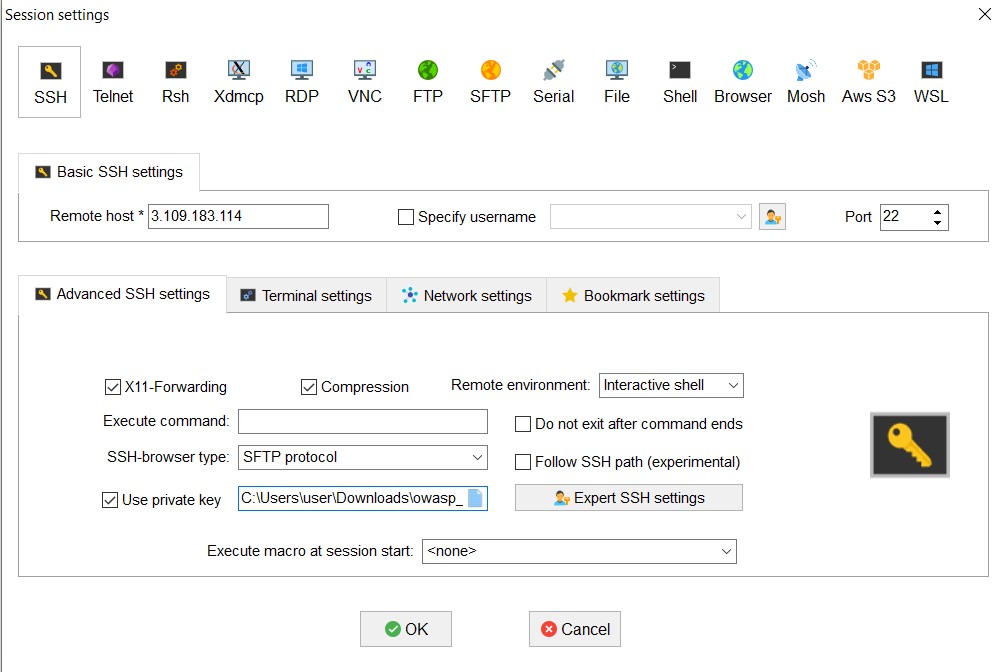 Session settings
SSH Telnet Rsh Xdmcp RDP VNC FTP SFTP Serial File Shell Browser Mosh Aws S3 WSL
Basic SSH settings
Remote host * 3.109.183.114 Specify username Port 22
Advanced SSH settings Terminal settings Network settings Bookmark settings
X11-Forwarding Compression Remote environment: Interactive shell
Execute command: Do not exit after command ends
SSH-browser type: SFTP protocol Follow SSH path (experimental)
Use private key C:\Users\user\Downloads\owasp_ Expert SSH settings
Execute macro at session start: <none>
OK Cancel